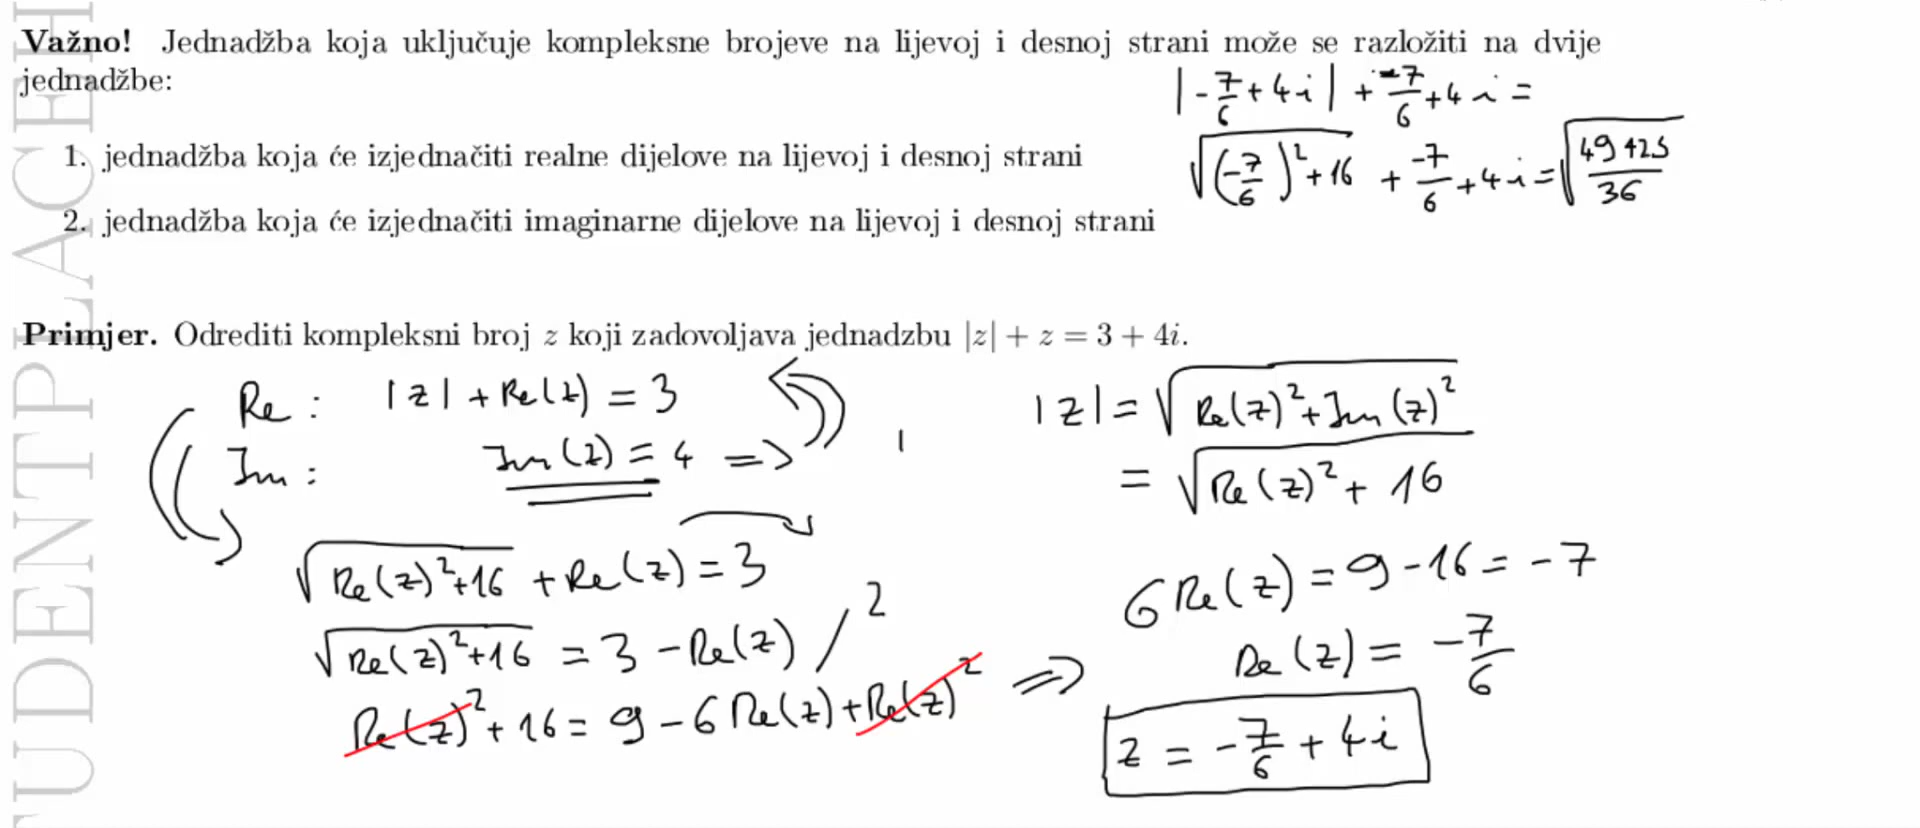 Važno! Jednadžba koja uključuje kompleksne brojeve na lijevoj i desnoj strani može se razložiti na dvije
jednadžbe:
|-7/6 + 4i| + -7/6 + 4i =
1. jednadžba koja će izjednačiti realne dijelove na lijevoj i desnoj strani
√((-7/6)² + 16) + -7/6 + 4i = √(49 425/36)
2. jednadžba koja će izjednačiti imaginarne dijelove na lijevoj i desnoj strani
Primjer. Odrediti kompleksni broj z koji zadovoljava jednadzbu |z| + z = 3 + 4i.
Re: |z| + Re(z) = 3
Im: Im(z) = 4 =>
√(Re(z)² + 16) + Re(z) = 3
√(Re(z)² + 16) = 3 - Re(z) /²
Re(z)² + 16 = 9 - 6Re(z) + Re(z)² =>
|z| = √(Re(z)² + Im(z)²)
= √(Re(z)² + 16)
6Re(z) = 9 - 16 = -7
Re(z) = -7/6
z = -7/6 + 4i
STUDENTPLACEH